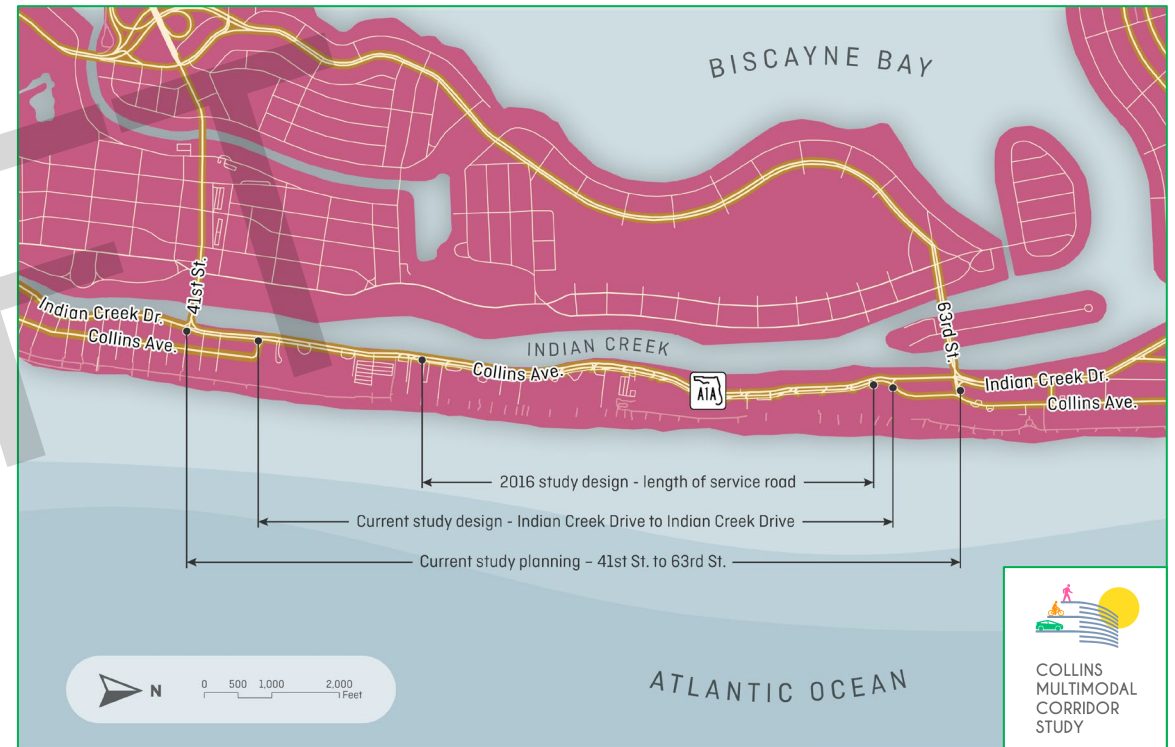 BISCAYNE BAY
41st St.
Indian Creek Dr.
Collins Ave.
INDIAN CREEK
Collins Ave.
A1A
63rd St.
Indian Creek Dr.
Collins Ave.
2016 study design - length of service road
Current study design - Indian Creek Drive to Indian Creek Drive
Current study planning – 41st St. to 63rd St.
N
0 500 1,000 2,000
Feet
ATLANTIC OCEAN
COLLINS
MULTIMODAL
CORRIDOR
STUDY